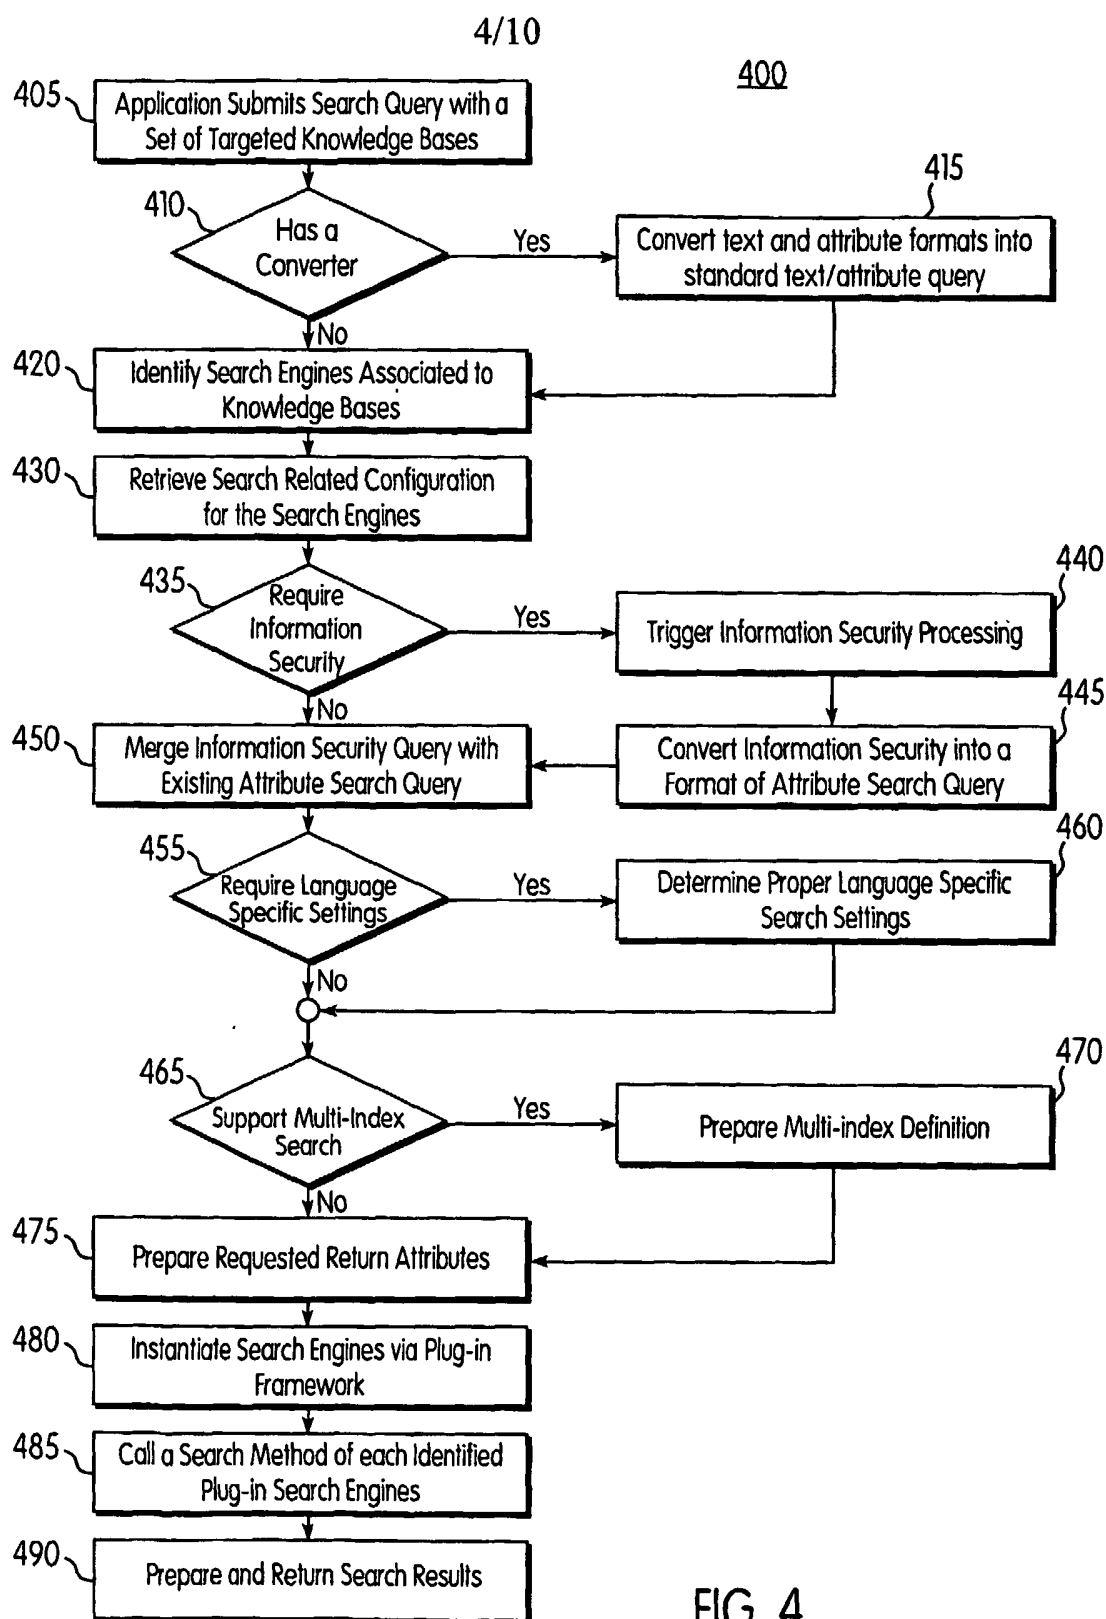 4/10
400
405
Application Submits Search Query with a
Set of Targeted Knowledge Bases
410
Has a
Converter
Yes
415
Convert text and attribute formats into
standard text/attribute query
No
420
Identify Search Engines Associated to
Knowledge Bases
430
Retrieve Search Related Configuration
for the Search Engines
435
Require
Information
Security
Yes
440
Trigger Information Security Processing
No
445
Convert Information Security into a
Format of Attribute Search Query
450
Merge Information Security Query with
Existing Attribute Search Query
455
Require Language
Specific Settings
Yes
460
Determine Proper Language Specific
Search Settings
No
465
Support Multi-Index
Search
Yes
470
Prepare Multi-index Definition
No
475
Prepare Requested Return Attributes
480
Instantiate Search Engines via Plug-in
Framework
485
Call a Search Method of each Identified
Plug-in Search Engines
490
Prepare and Return Search Results
FIG. 4